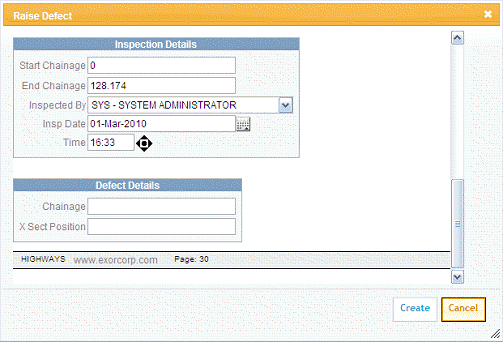 Raise Defect
Inspection Details
Start Chainage 0
End Chainage 128.174
Inspected By SYS - SYSTEM ADMINISTRATOR
Insp Date 01-Mar-2010
Time 16:33
Defect Details
Chainage
X Sect Position
HIGHWAYS www.exorcorp.com Page: 30
Create Cancel